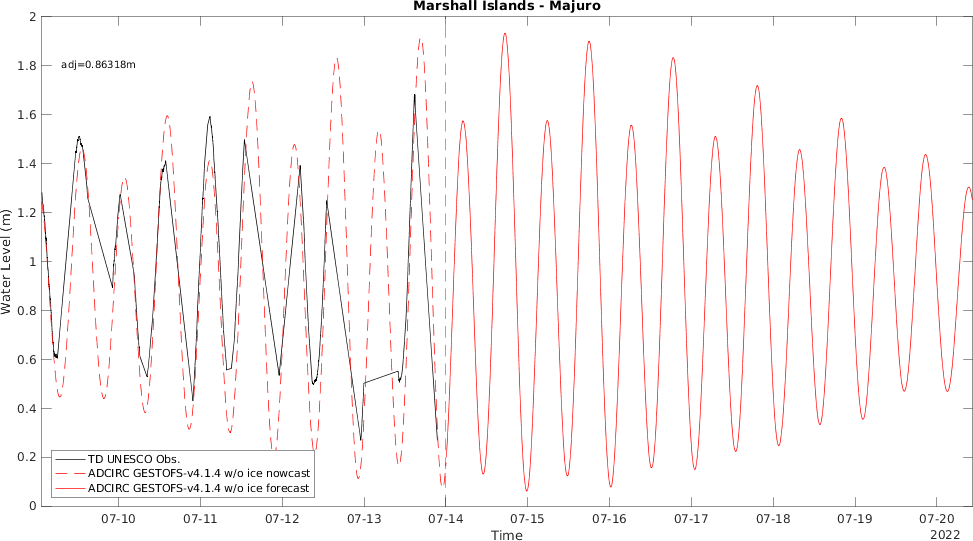 Marshall Islands - Majuro
adj=0.86318m
Water Level (m)
2
1.8
1.6
1.4
1.2
1
0.8
0.6
0.4
0.2
0
TD UNESCO Obs.
ADCIRC GESTOFS-v4.1.4 w/o ice nowcast
ADCIRC GESTOFS-v4.1.4 w/o ice forecast
07-10 07-11 07-12 07-13 07-14 07-15 07-16 07-17 07-18 07-19 07-20
2022
Time